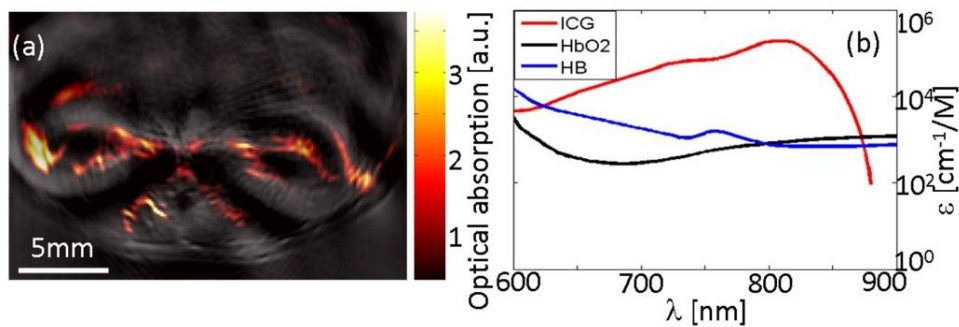 (a)
5mm
3
2
1
Optical absorption [a.u.]
ICG
HbO2
HB
(b)
10⁶
10⁴
10²
10⁰
ε [cm⁻¹/M]
600
700
800
900
λ [nm]